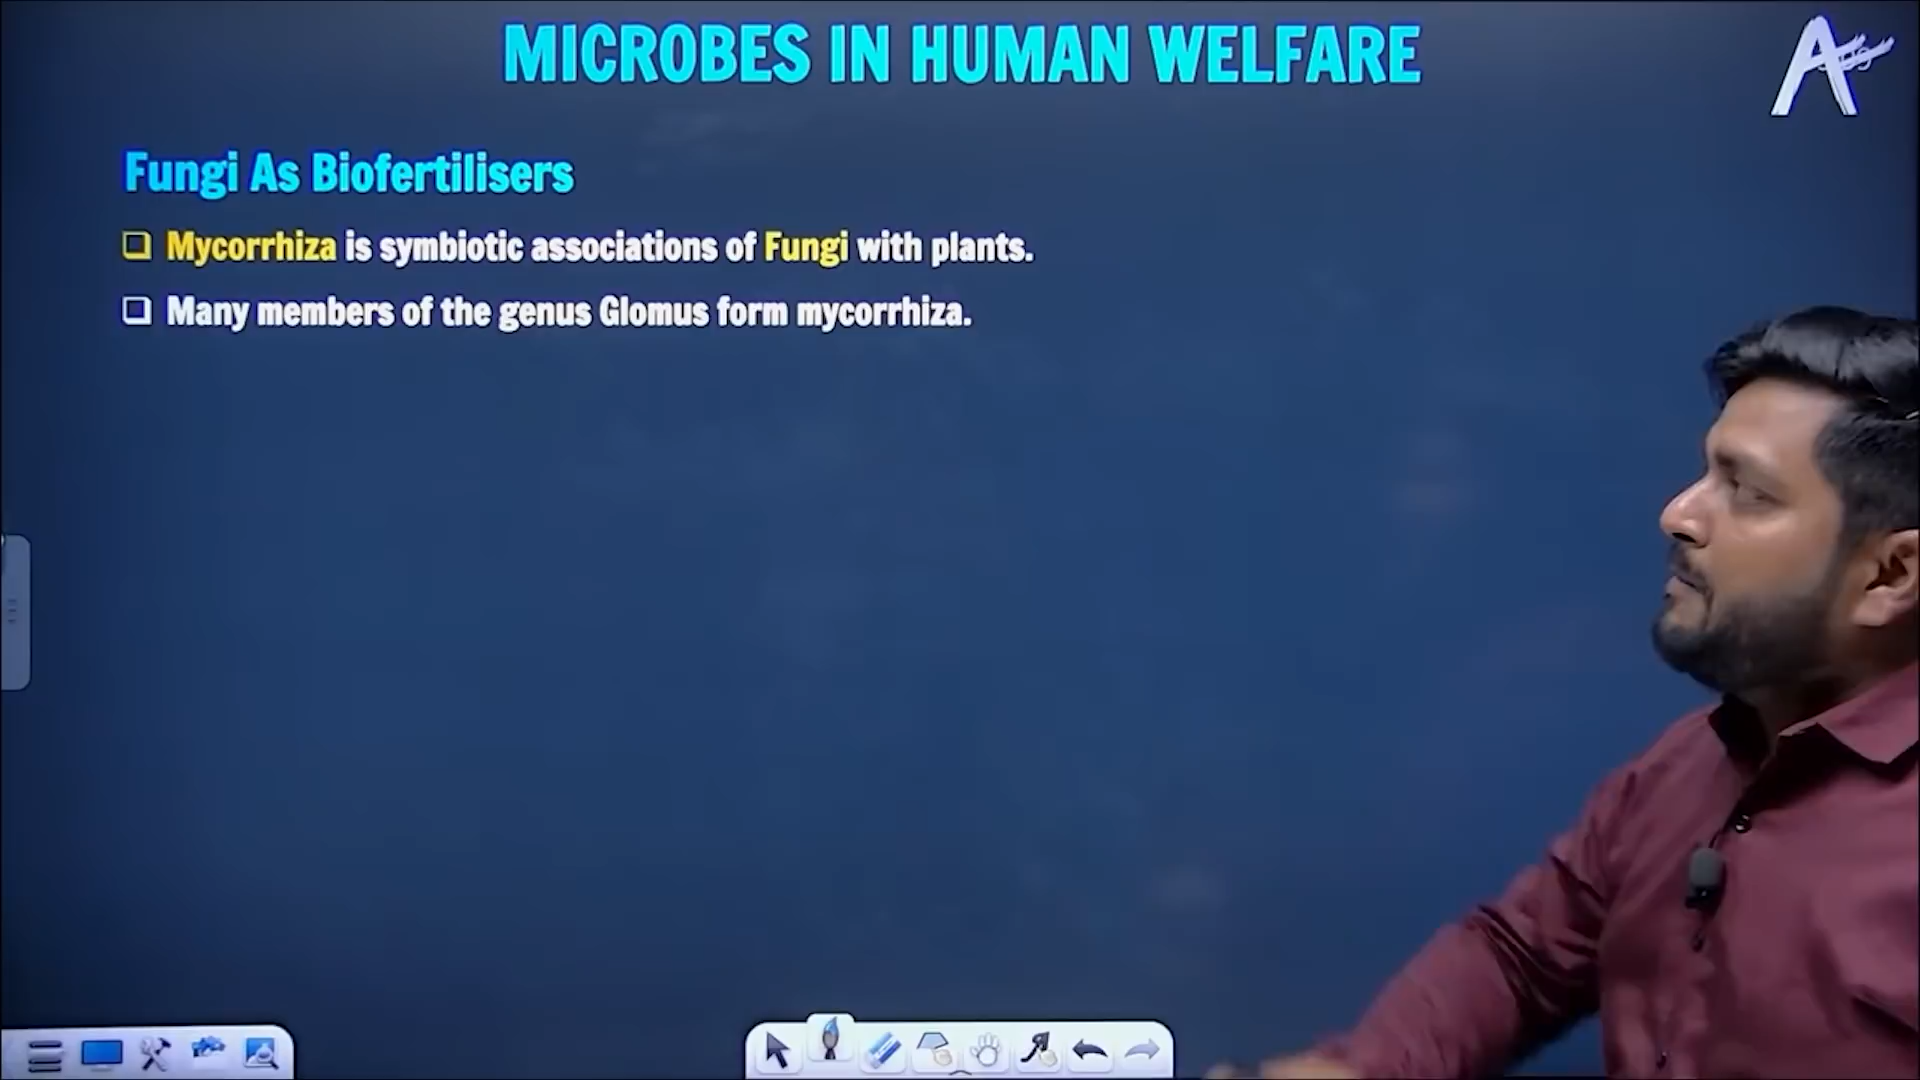 MICROBES IN HUMAN WELFARE
Fungi As Biofertilisers
Mycorrhiza is symbiotic associations of Fungi with plants.
Many members of the genus Glomus form mycorrhiza.